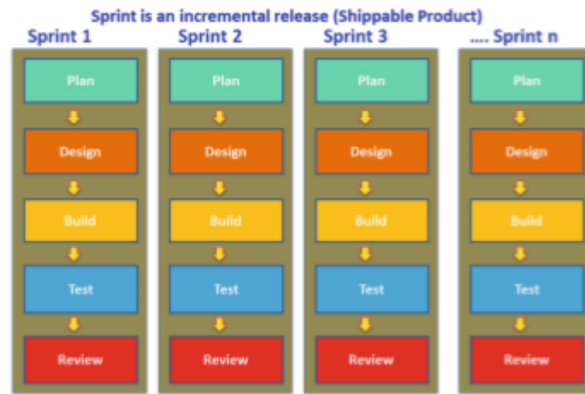 Sprint is an incremental release (Shippable Product)
Sprint 1 Sprint 2 Sprint 3 .... Sprint n
Plan Plan Plan Plan
Design Design Design Design
Build Build Build Build
Test Test Test Test
Review Review Review Review